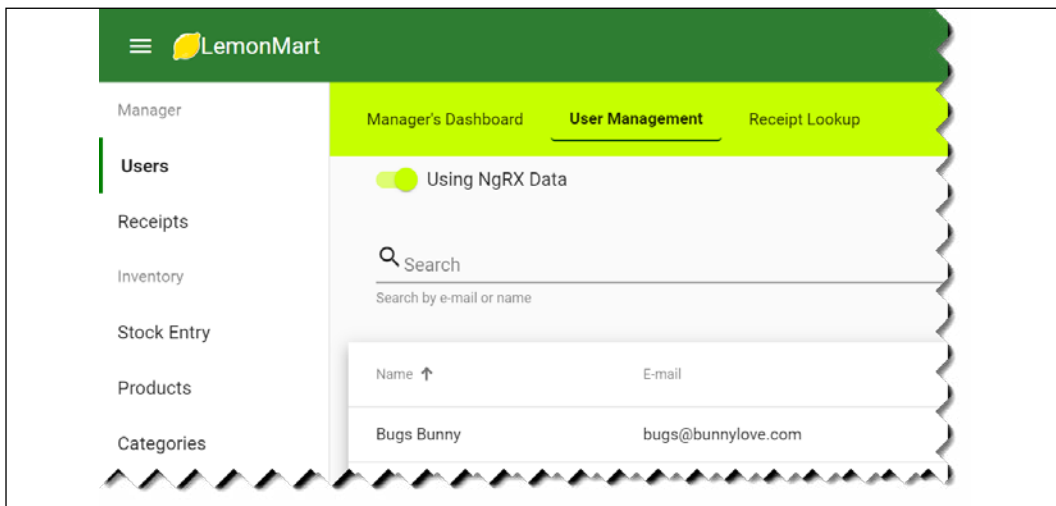 LemonMart
Manager
Users
Receipts
Inventory
Stock Entry
Products
Categories
Manager's Dashboard User Management Receipt Lookup
Using NgRX Data
Search
Search by e-mail or name
Name E-mail
Bugs Bunny bugs@bunnylove.com